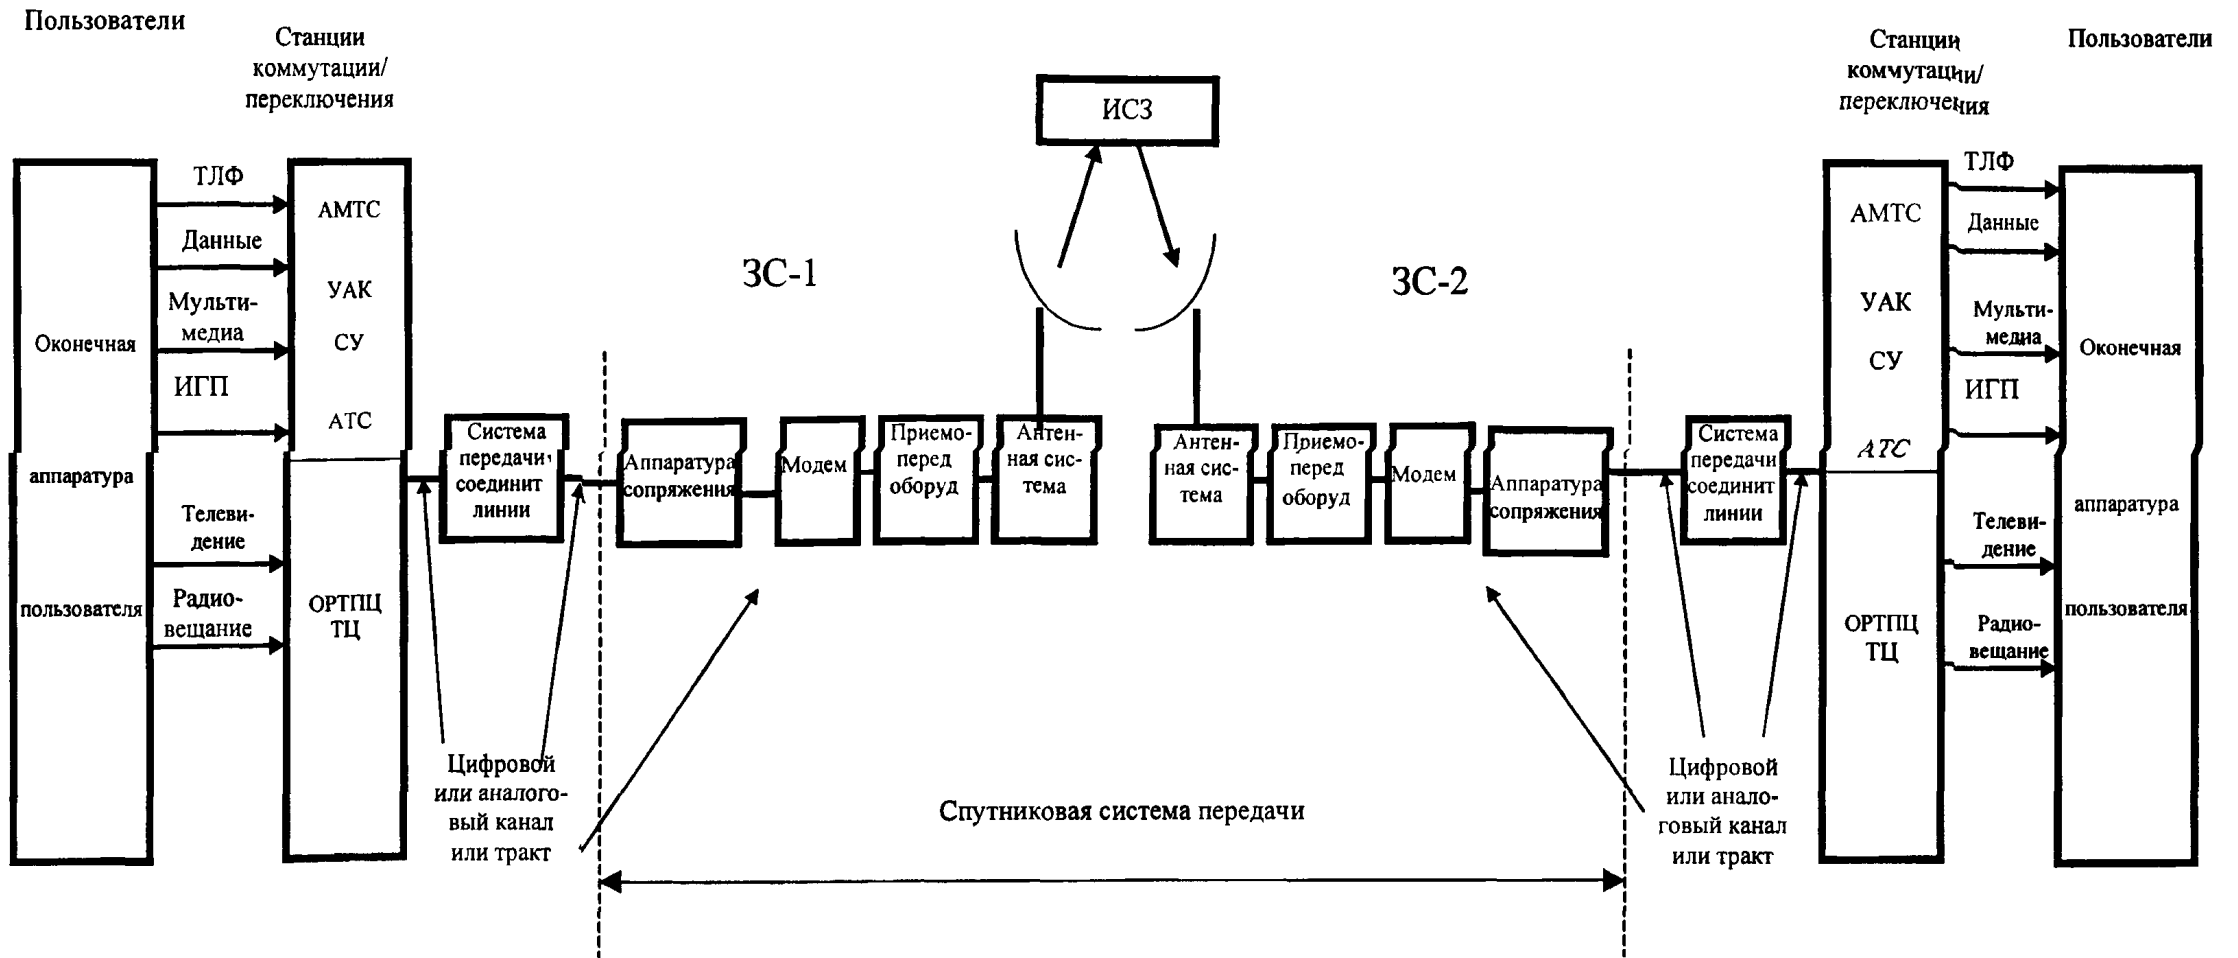 Пользователи
Станции
коммутации/
переключения
Станции
коммутации/
переключения
Пользователи
ИСЗ
ЗС-1
ЗС-2
Оконечная
аппаратура
пользователя
ТЛФ
Данные
Мульти-
медиа
ИГП
Телеви-
дение
Радио-
вещание
АМТС
УАК
СУ
АТС
ОРТПЦ
ТЦ
Система
передачи
соединит
линии
Аппаратура
сопряжения
Модем
Приемо-
перед
оборуд
Антен-
ная сис-
тема
Антен-
ная сис-
тема
Приемо-
перед
оборуд
Модем
Аппаратура
сопряжения
Система
передачи
соединит
линии
АМТС
УАК
СУ
АТС
ОРТПЦ
ТЦ
ТЛФ
Данные
Мульти-
медиа
ИГП
Телеви-
дение
Радио-
вещание
Оконечная
аппаратура
пользователя
Цифровой
или аналого-
вый канал
или тракт
Спутниковая система передачи
Цифровой
или анало-
говый канал
или тракт